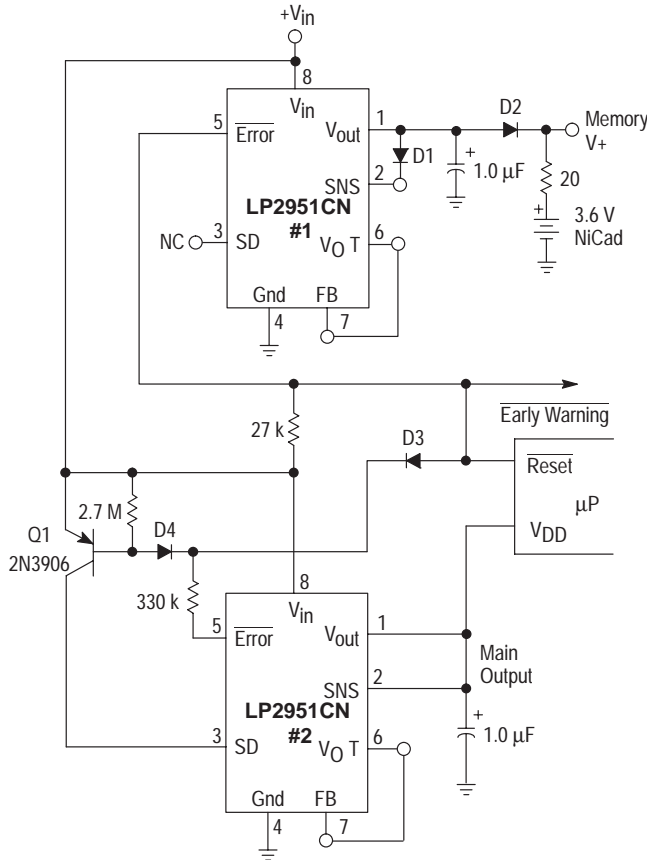 +Vin
8
Vin
5
Error
Vout
1
D2
Memory
V+
D1
SNS
2
+
1.0 µF
20
LP2951CN
#1
NC
3
SD
VO T
6
+
3.6 V
NiCad
Gnd
4
FB
7
Early Warning
27 k
D3
Reset
µP
VDD
2.7 M
Q1
2N3906
D4
330 k
8
Vin
5
Error
Vout
1
Main
Output
SNS
2
LP2951CN
#2
+
1.0 µF
3
SD
VO T
6
Gnd
4
FB
7